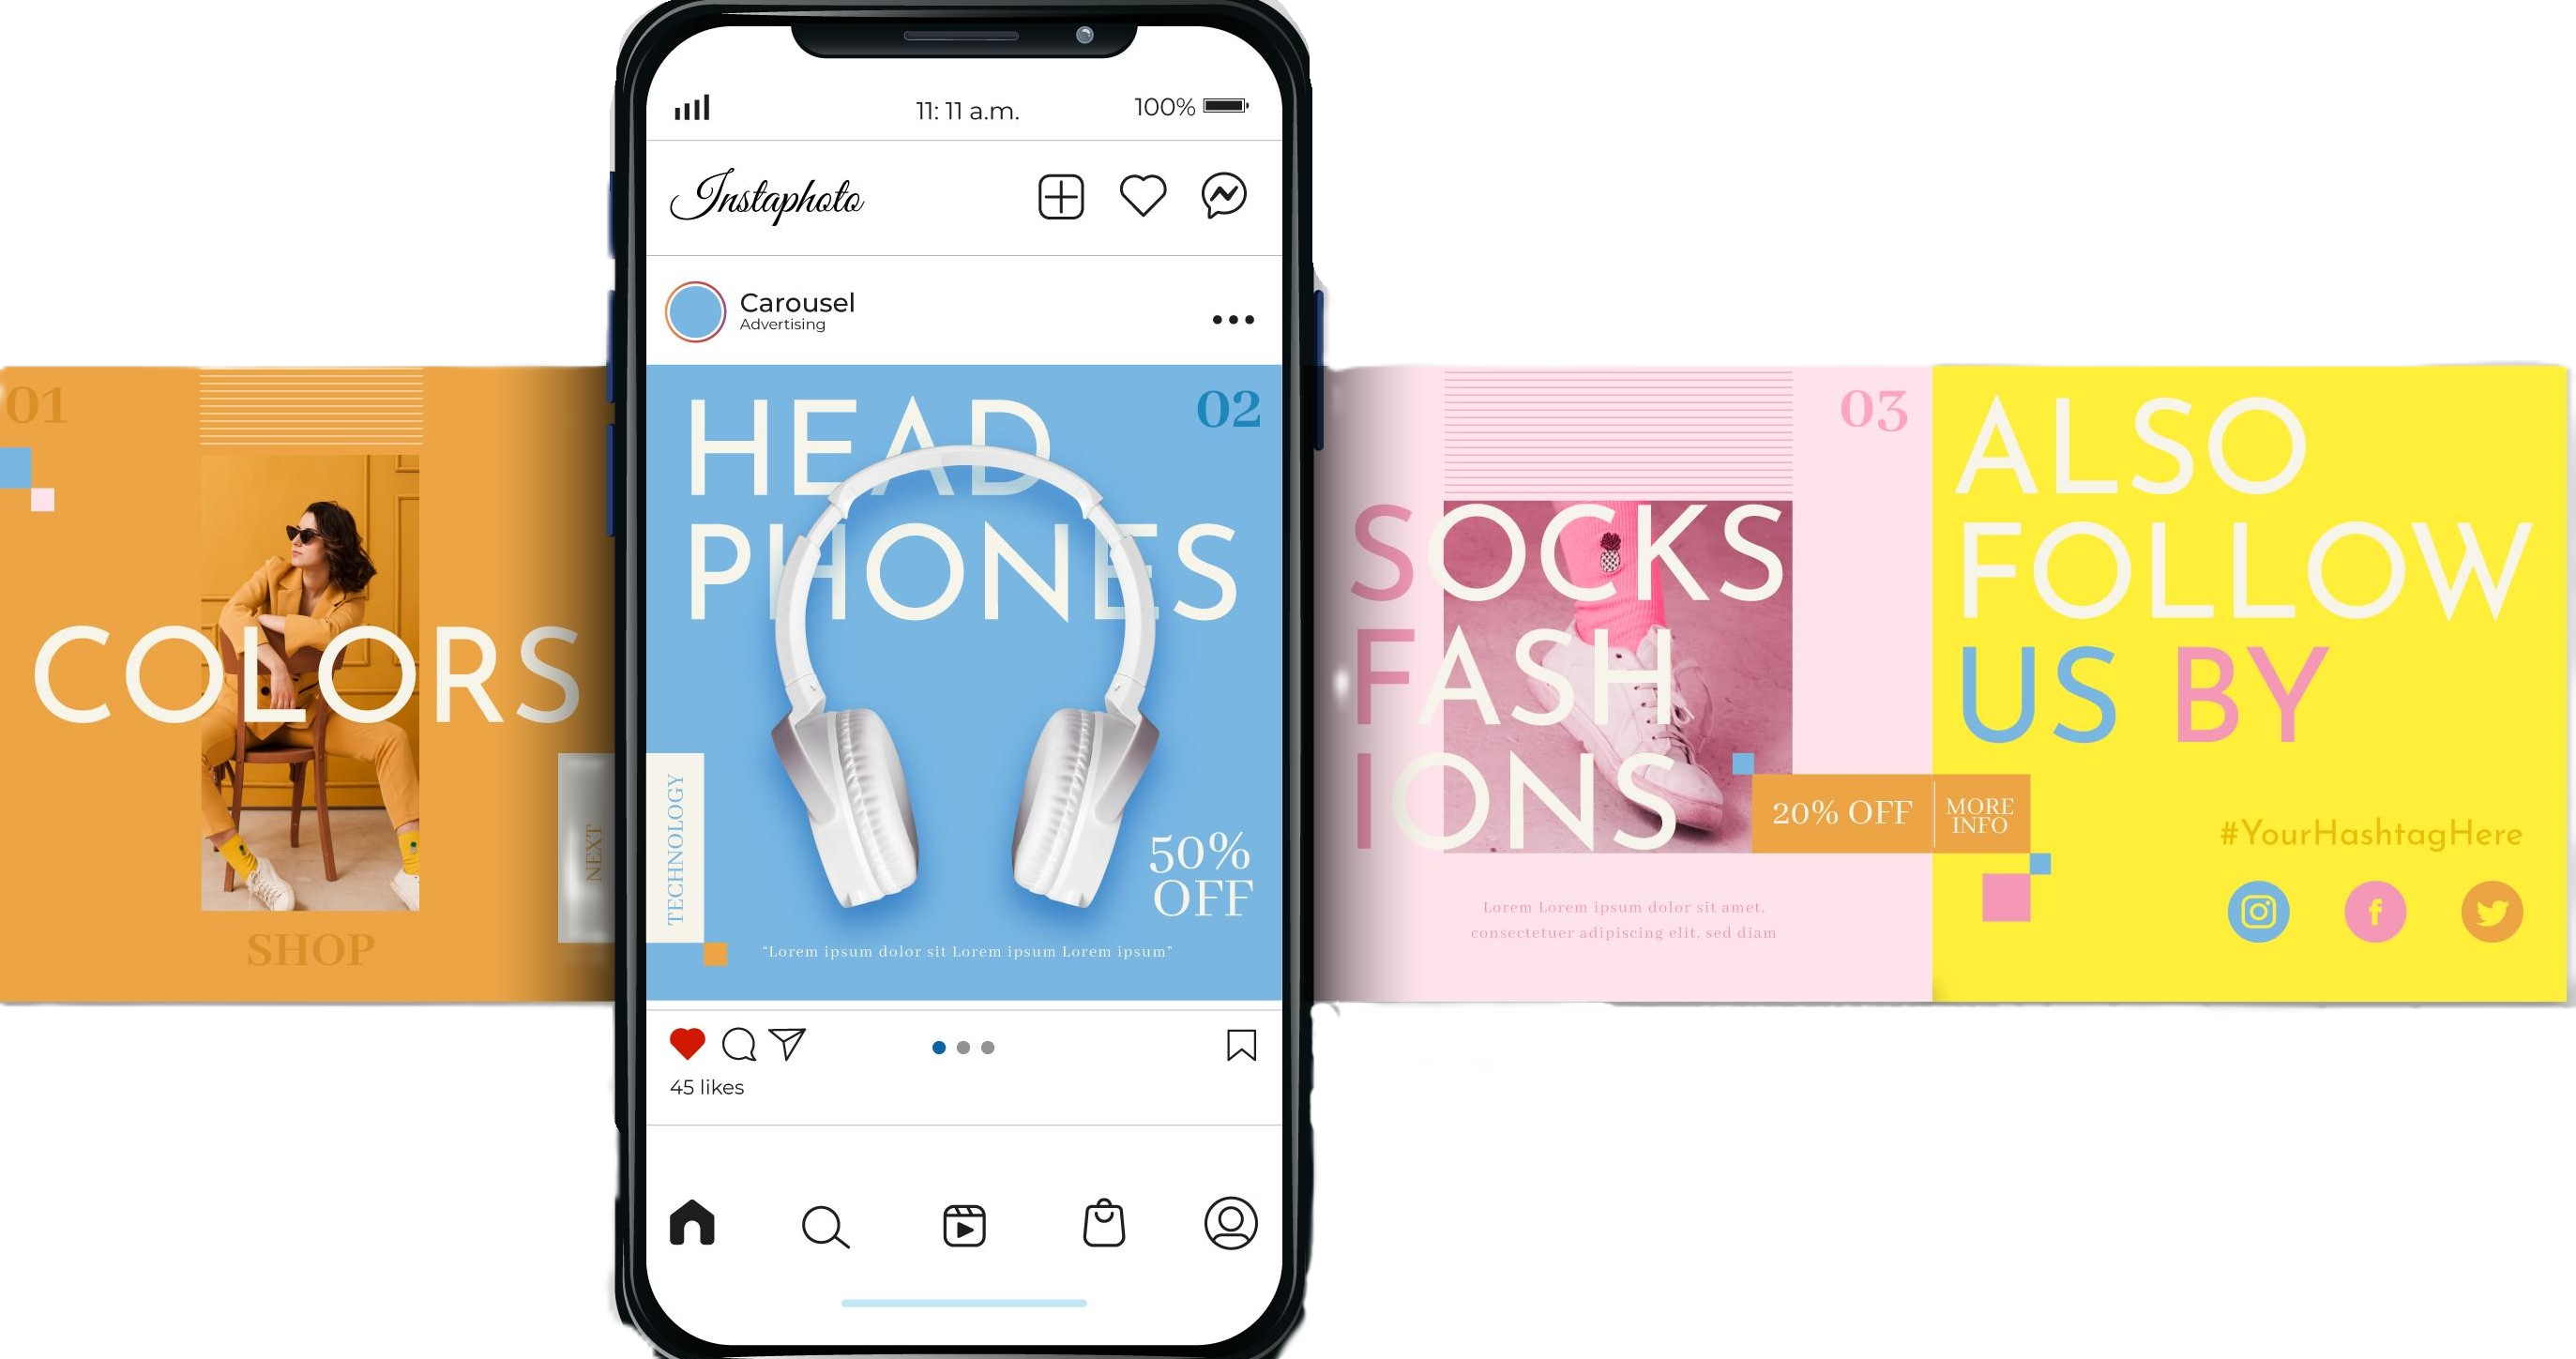 11: 11 a.m.
100%
Instaphoto
Carousel
Advertising
01
COLORS
SHOP
NEXT
HEAD
PHONES
02
TECHNOLOGY
50%
OFF
“Lorem ipsum dolor sit Lorem ipsum Lorem ipsum”
45 likes
03
SOCKS
FASH
IONS
20% OFF
MORE
INFO
Lorem Lorem ipsum dolor sit amet,
consectetuer adipiscing elit, sed diam
ALSO
FOLLOW
US BY
#YourHashtagHere